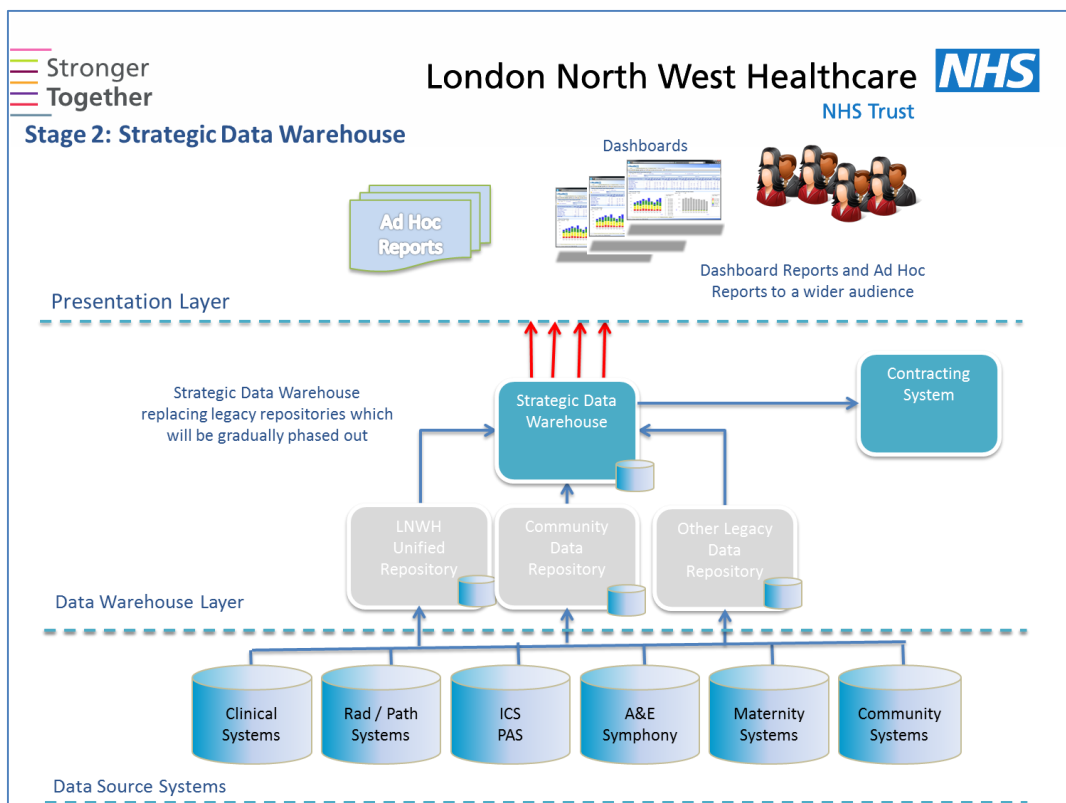 Stronger
Together
London North West Healthcare
NHS
NHS Trust
Stage 2: Strategic Data Warehouse
Dashboards
Ad Hoc
Reports
Dashboard Reports and Ad Hoc
Reports to a wider audience
Presentation Layer
Strategic Data Warehouse
replacing legacy repositories which
will be gradually phased out
Strategic Data
Warehouse
Contracting
System
LNWH
Unified
Repository
Community
Data
Repository
Other Legacy
Data
Repository
Data Warehouse Layer
Clinical
Systems
Rad / Path
Systems
ICS
PAS
A&E
Symphony
Maternity
Systems
Community
Systems
Data Source Systems